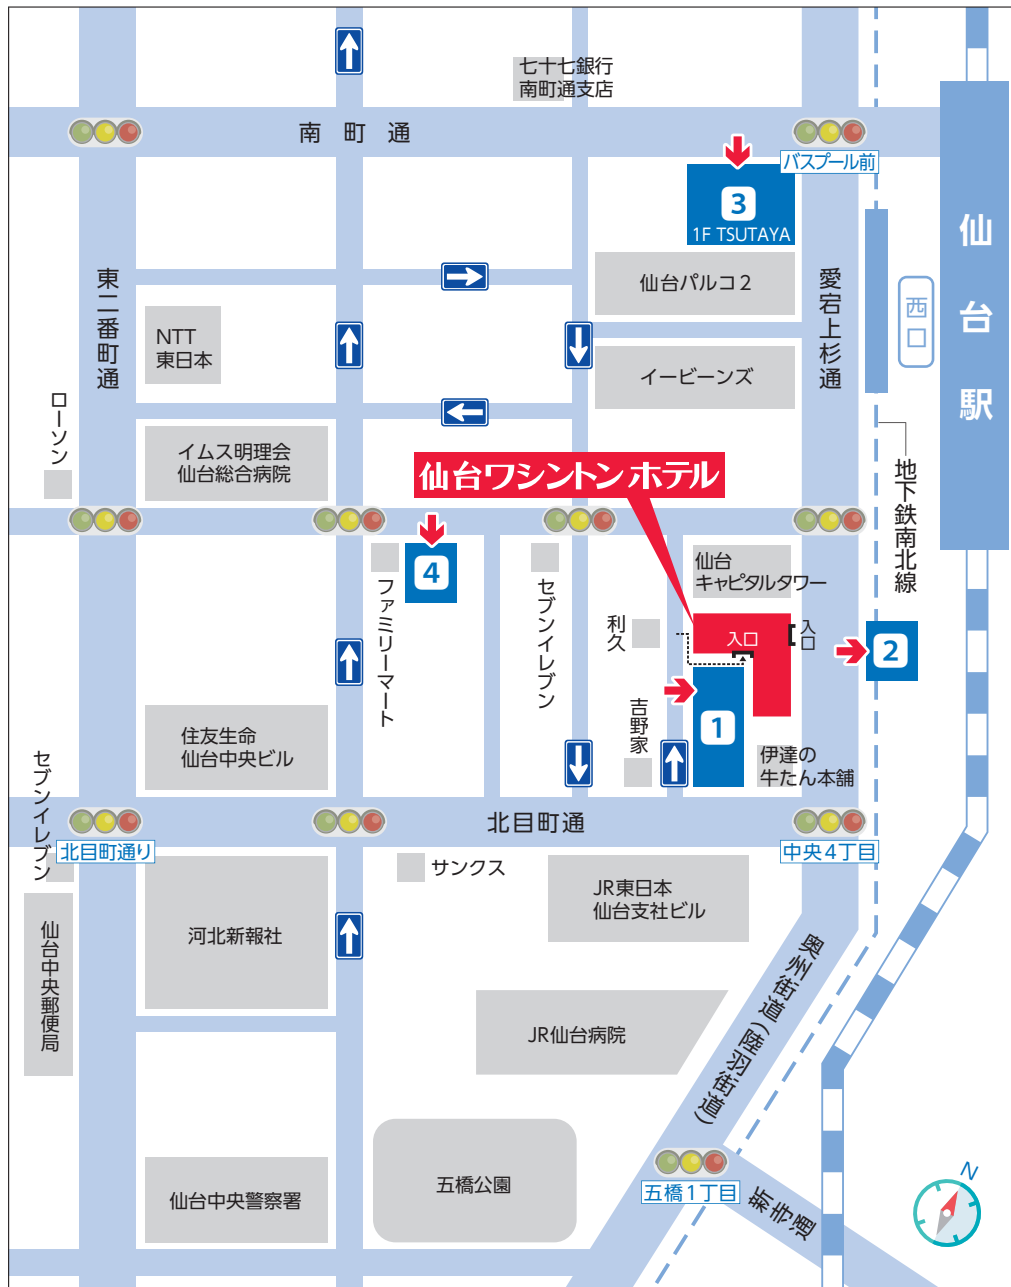 七十七銀行
南町通支店
南町通
バスプール前
3
1F TSUTAYA
仙台駅
西口
東二番町通
愛宕上杉通
仙台パルコ2
NTT
東日本
イービーンズ
ローソン
イムス明理会
仙台総合病院
仙台ワシントンホテル
地下鉄南北線
4
ファミリーマート
セブンイレブン
仙台
キャピタルタワー
利久
入口
入口
2
1
吉野家
伊達の
牛たん本舗
住友生命
仙台中央ビル
セブンイレブン
北目町通り
北目町通
中央4丁目
サンクス
JR東日本
仙台支社ビル
仙台中央郵便局
河北新報社
奥州街道(陸羽街道)
JR仙台病院
五橋公園
仙台中央警察署
五橋1丁目
新寺通
N